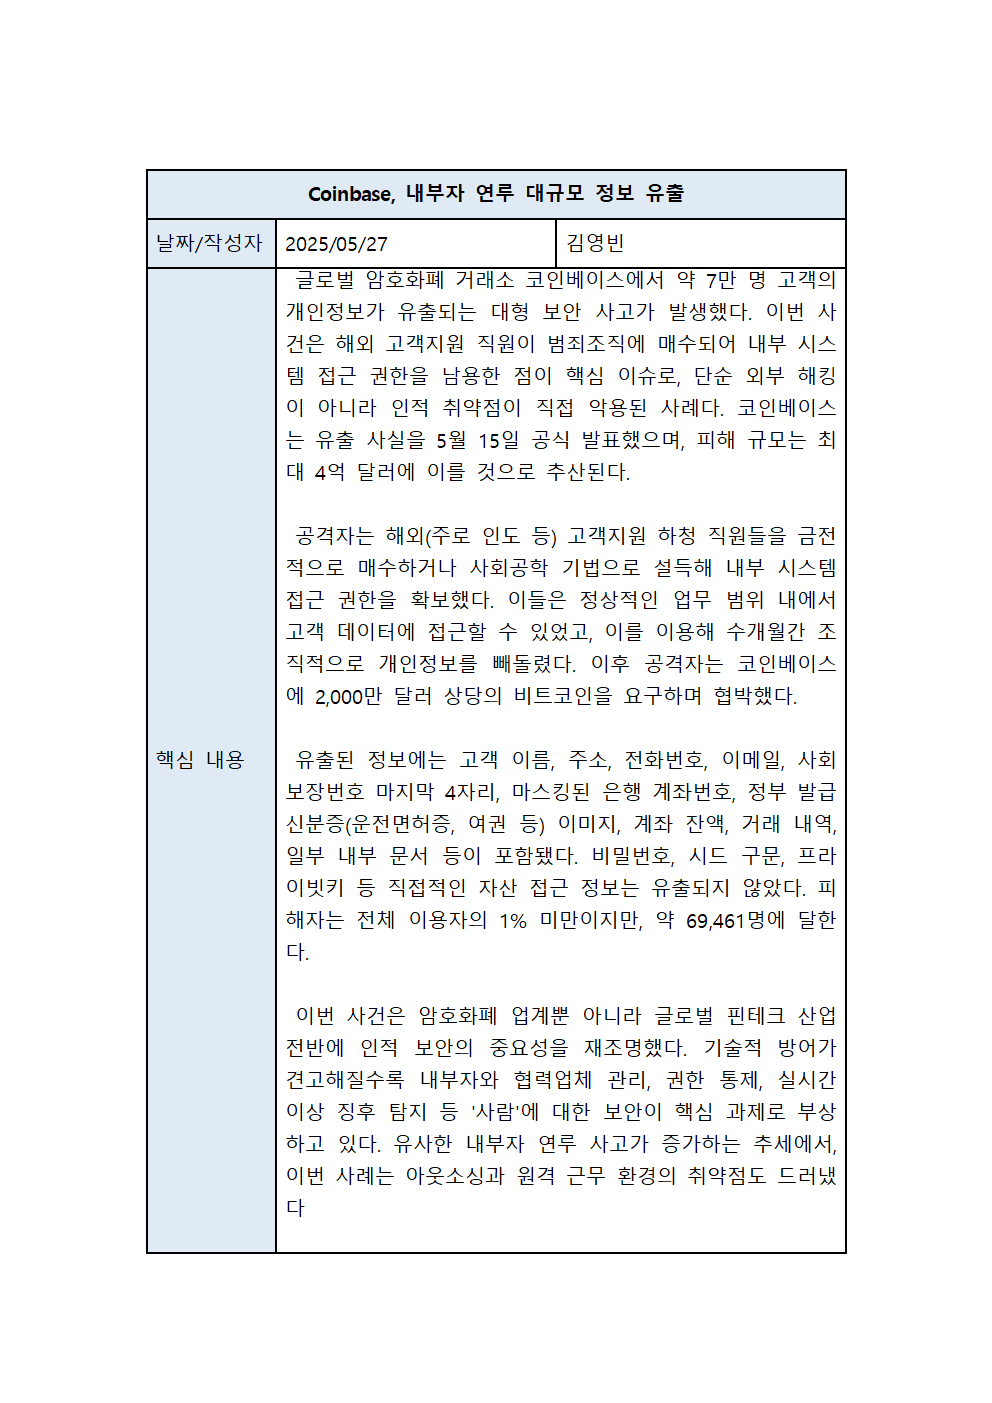 Coinbase, 내부자 연루 대규모 정보 유출
날짜/작성자 2025/05/27 김영빈
글로벌 암호화폐 거래소 코인베이스에서 약 7만 명 고객의
개인정보가 유출되는 대형 보안 사고가 발생했다. 이번 사
건은 해외 고객지원 직원이 범죄조직에 매수되어 내부 시스
템 접근 권한을 남용한 점이 핵심 이슈로, 단순 외부 해킹
이 아니라 인적 취약점이 직접 악용된 사례다. 코인베이스
는 유출 사실을 5월 15일 공식 발표했으며, 피해 규모는 최
대 4억 달러에 이를 것으로 추산된다.
공격자는 해외(주로 인도 등) 고객지원 하청 직원들을 금전
적으로 매수하거나 사회공학 기법으로 설득해 내부 시스템
접근 권한을 확보했다. 이들은 정상적인 업무 범위 내에서
고객 데이터에 접근할 수 있었고, 이를 이용해 수개월간 조
직적으로 개인정보를 빼돌렸다. 이후 공격자는 코인베이스
에 2,000만 달러 상당의 비트코인을 요구하며 협박했다.
핵심 내용
유출된 정보에는 고객 이름, 주소, 전화번호, 이메일, 사회
보장번호 마지막 4자리, 마스킹된 은행 계좌번호, 정부 발급
신분증(운전면허증, 여권 등) 이미지, 계좌 잔액, 거래 내역,
일부 내부 문서 등이 포함됐다. 비밀번호, 시드 구문, 프라
이빗키 등 직접적인 자산 접근 정보는 유출되지 않았다. 피
해자는 전체 이용자의 1% 미만이지만, 약 69,461명에 달한
다.
이번 사건은 암호화폐 업계뿐 아니라 글로벌 핀테크 산업
전반에 인적 보안의 중요성을 재조명했다. 기술적 방어가
견고해질수록 내부자와 협력업체 관리, 권한 통제, 실시간
이상 징후 탐지 등 '사람'에 대한 보안이 핵심 과제로 부상
하고 있다. 유사한 내부자 연루 사고가 증가하는 추세에서,
이번 사례는 아웃소싱과 원격 근무 환경의 취약점도 드러냈
다